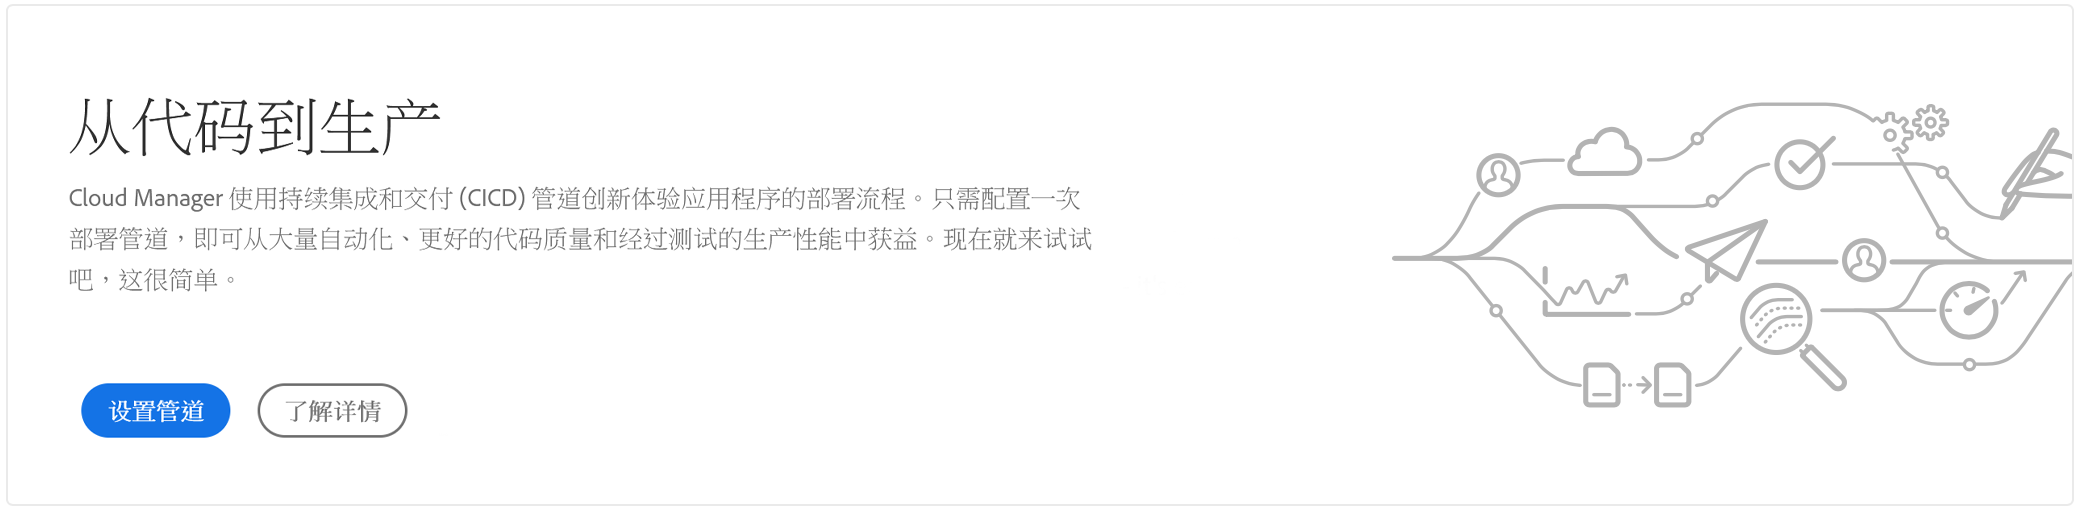 从代码到生产
Cloud Manager 使用持续集成和交付 (CICD) 管道创新体验应用程序的部署流程。只需配置一次
部署管道，即可从大量自动化、更好的代码质量和经过测试的生产性能中获益。现在就来试试
吧，这很简单。
设置管道
了解详情